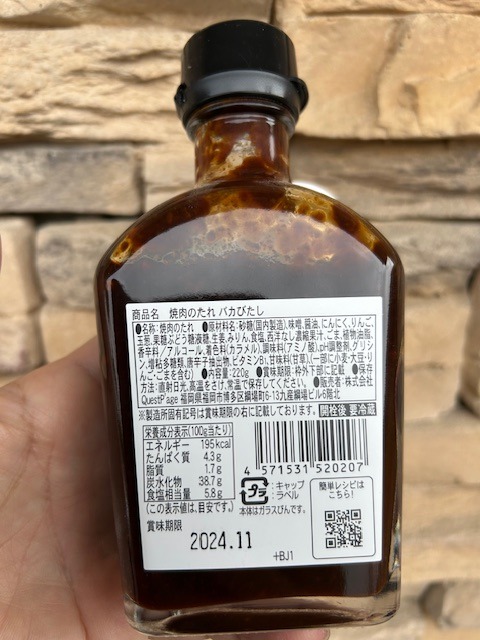 商品名　焼肉のたれ バカびたし
●名称:焼肉のたれ　●原材料名:砂糖(国内製造)、味噌、醤油、にんにく、りんご、
玉葱、果糖ぶどう糖液糖、生姜、みりん、食塩、西洋なし濃縮果汁、ごま、植物油脂、
香辛料／アルコール、着色料(カラメル)、調味料(アミノ酸)、pH調整剤、グリシ
ン、増粘多糖類、唐辛子抽出物、ビタミンB1、甘味料(甘草)、(一部に小麦・大豆・り
んご・ごまを含む)　●内容量:220g　●賞味期限:枠外下部に記載　●保存
方法:直射日光、高温をさけ、常温で保存してください。　●販売者:株式会社
QuestPage 福岡県福岡市博多区綱場町6-13九産綱場ビル6階北
※製造所固有記号は賞味期限の右に記載しております。 開栓後 要冷蔵
栄養成分表示(100g当たり)
エネルギー 195kcal
たんぱく質 4.3g
脂質 1.7g
炭水化物 38.7g
食塩相当量 5.8g
(この表示値は、目安です。)
4 571531 520207
プラ :キャップ
:ラベル
本体はガラスびんです。
簡単レシピは
こちら!
賞味期限
2024.11
+BJ1